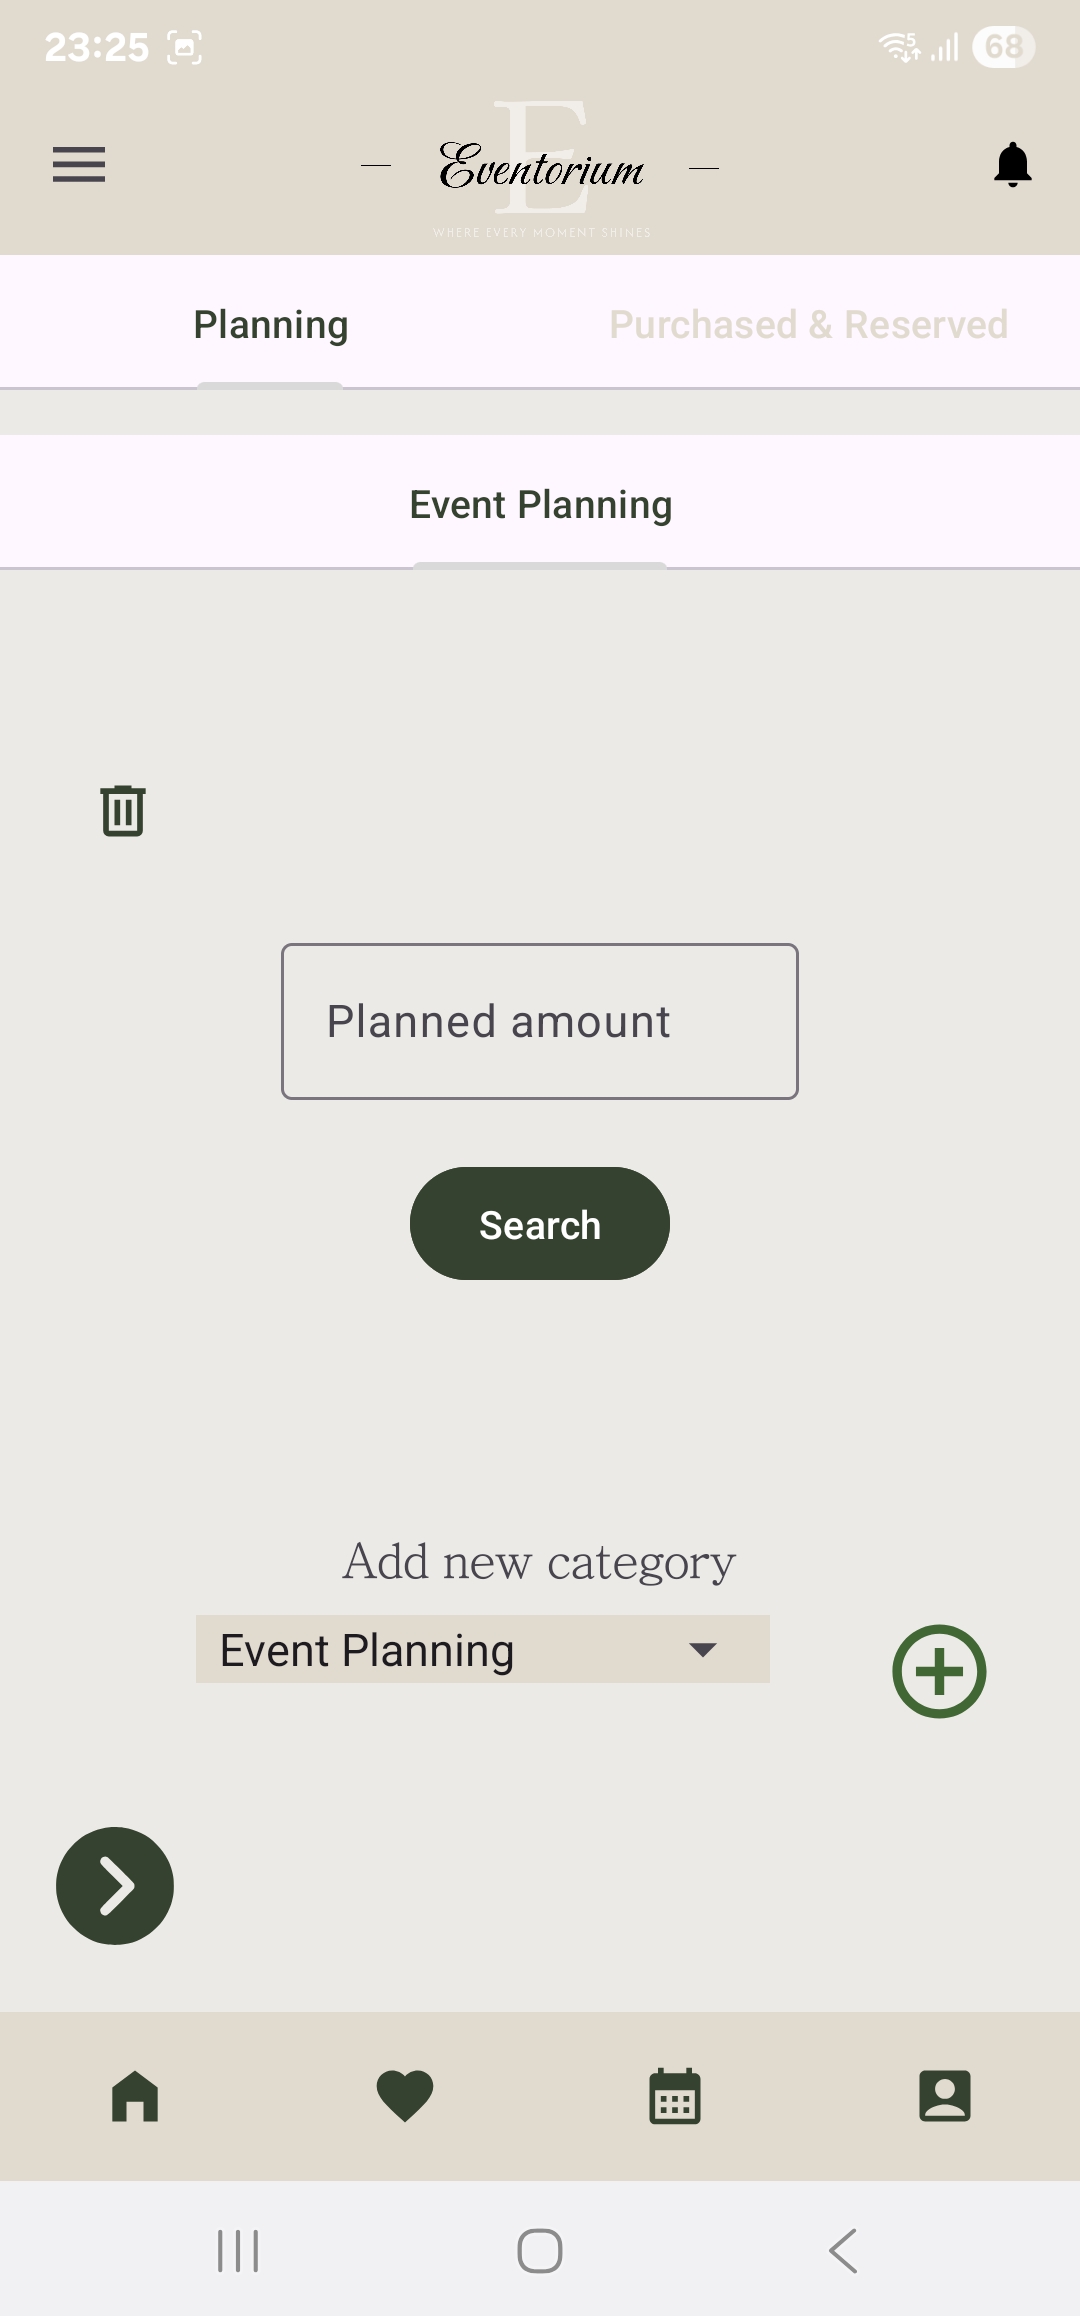 23:25
5
68
E
Eventorium
WHERE EVERY MOMENT SHINES
Planning
Purchased & Reserved
Event Planning
Planned amount
Search
Add new category
Event Planning